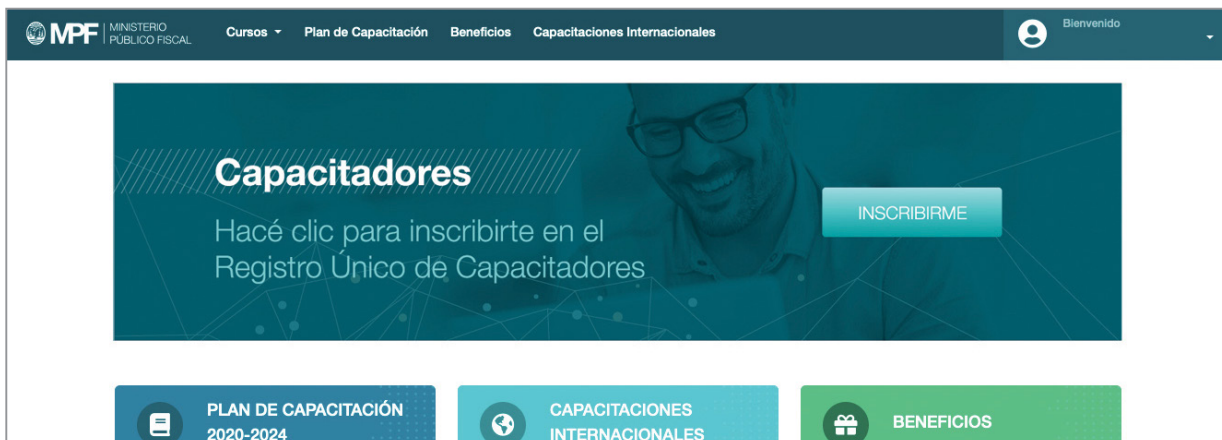 MPF MINISTERIO
PÚBLICO FISCAL
Cursos Plan de Capacitación Beneficios Capacitaciones Internacionales
Bienvenido
Capacitadores
Hacé clic para inscribirte en el
Registro Único de Capacitadores
INSCRIBIRME
PLAN DE CAPACITACIÓN
2020-2024
CAPACITACIONES
INTERNACIONALES
BENEFICIOS